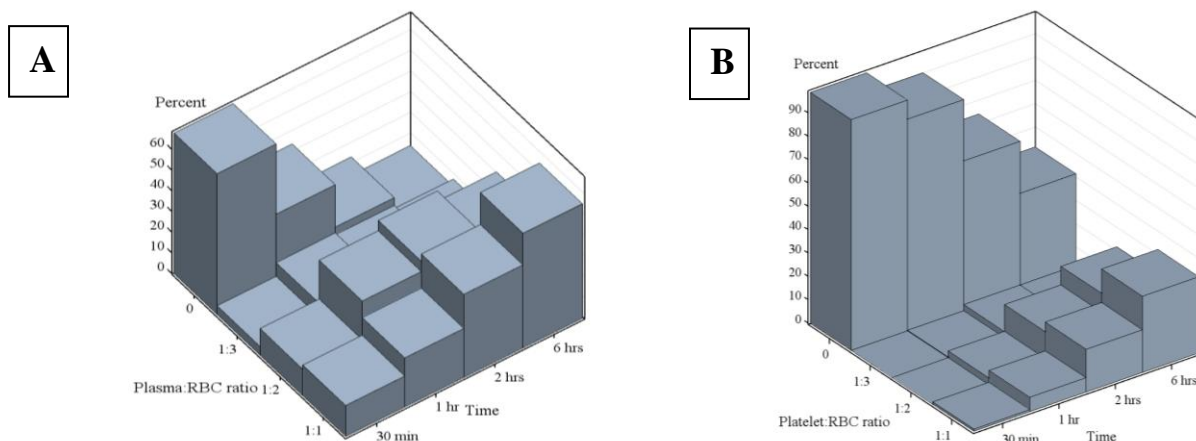 A
Percent
60
50
40
30
20
10
0
0
1:3
1:2
1:1
Plasma:RBC ratio
30 min
1 hr
2 hrs
6 hrs
Time
B
Percent
90
80
70
60
50
40
30
20
10
0
0
1:3
1:2
1:1
Platelet:RBC ratio
30 min
1 hr
2 hrs
6 hrs
Time